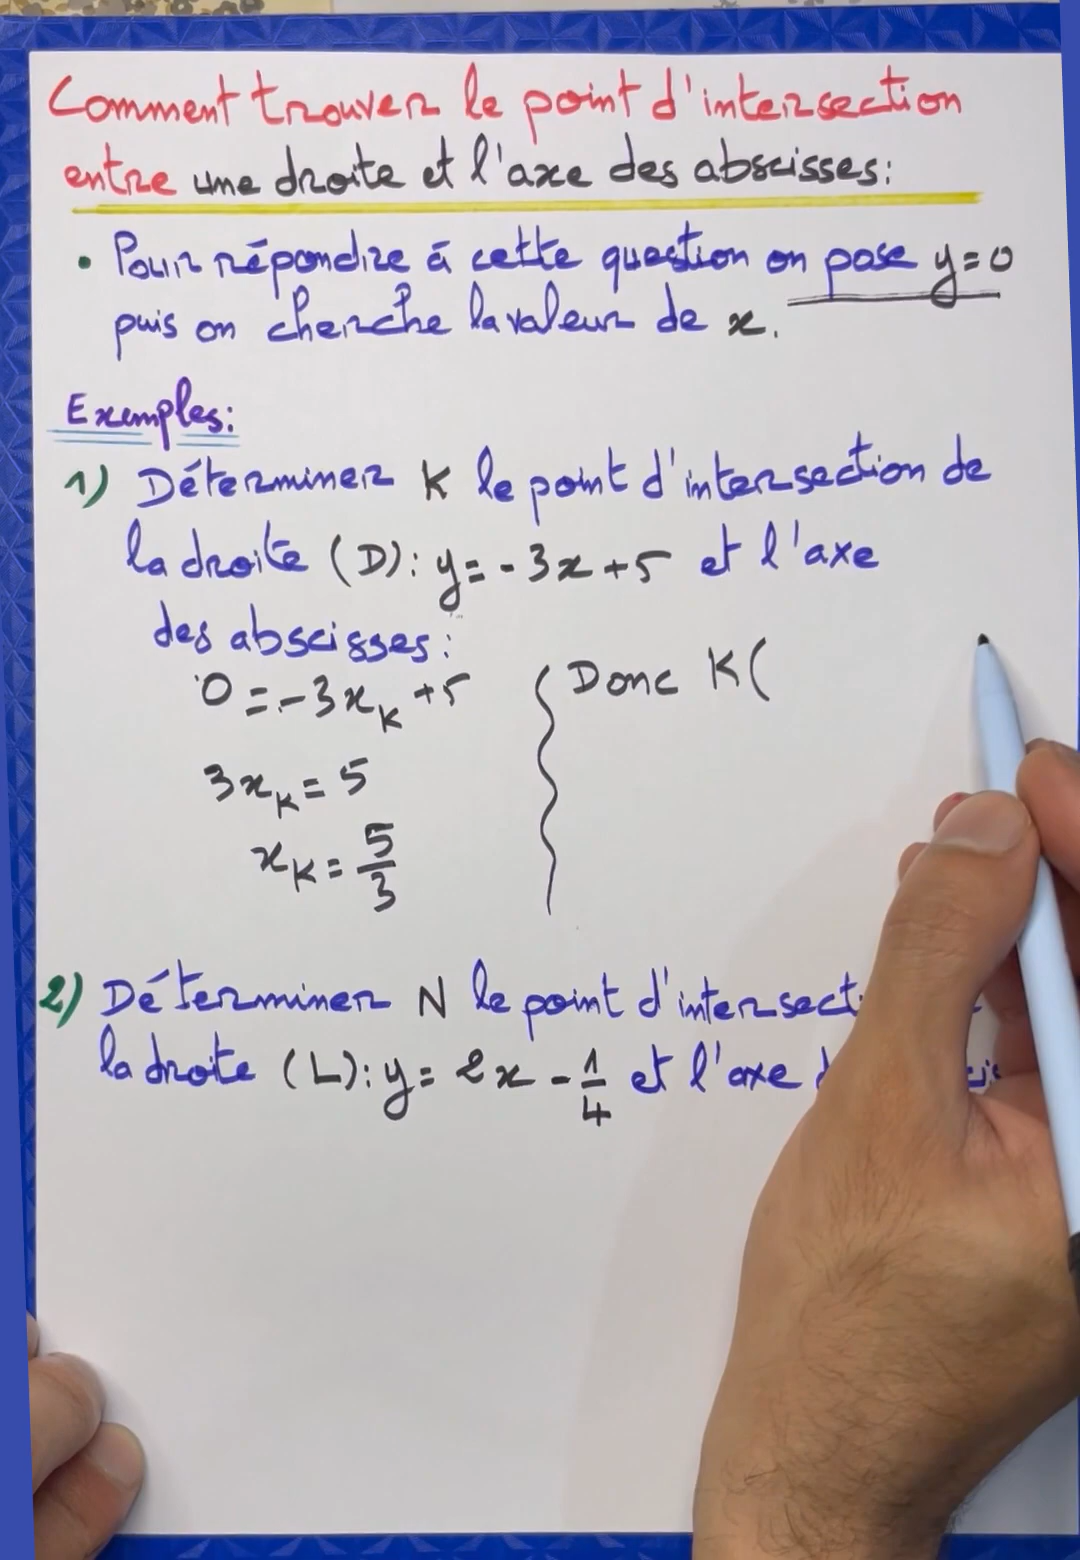 Comment trouver le point d'intersection
entre une droite et l'axe des abscisses:
• Pour répondre à cette question on pose y=0
puis on cherche la valeur de x.
Exemples:
1) Déterminer K le point d'intersection de
la droite (D): y=-3x+5 et l'axe
des abscisses:
0=-3x_K+5
3x_K=5
x_K=5/3
Donc K(
2) Déterminer N le point d'intersect
la droite (L): y=2x-1/4 et l'axe